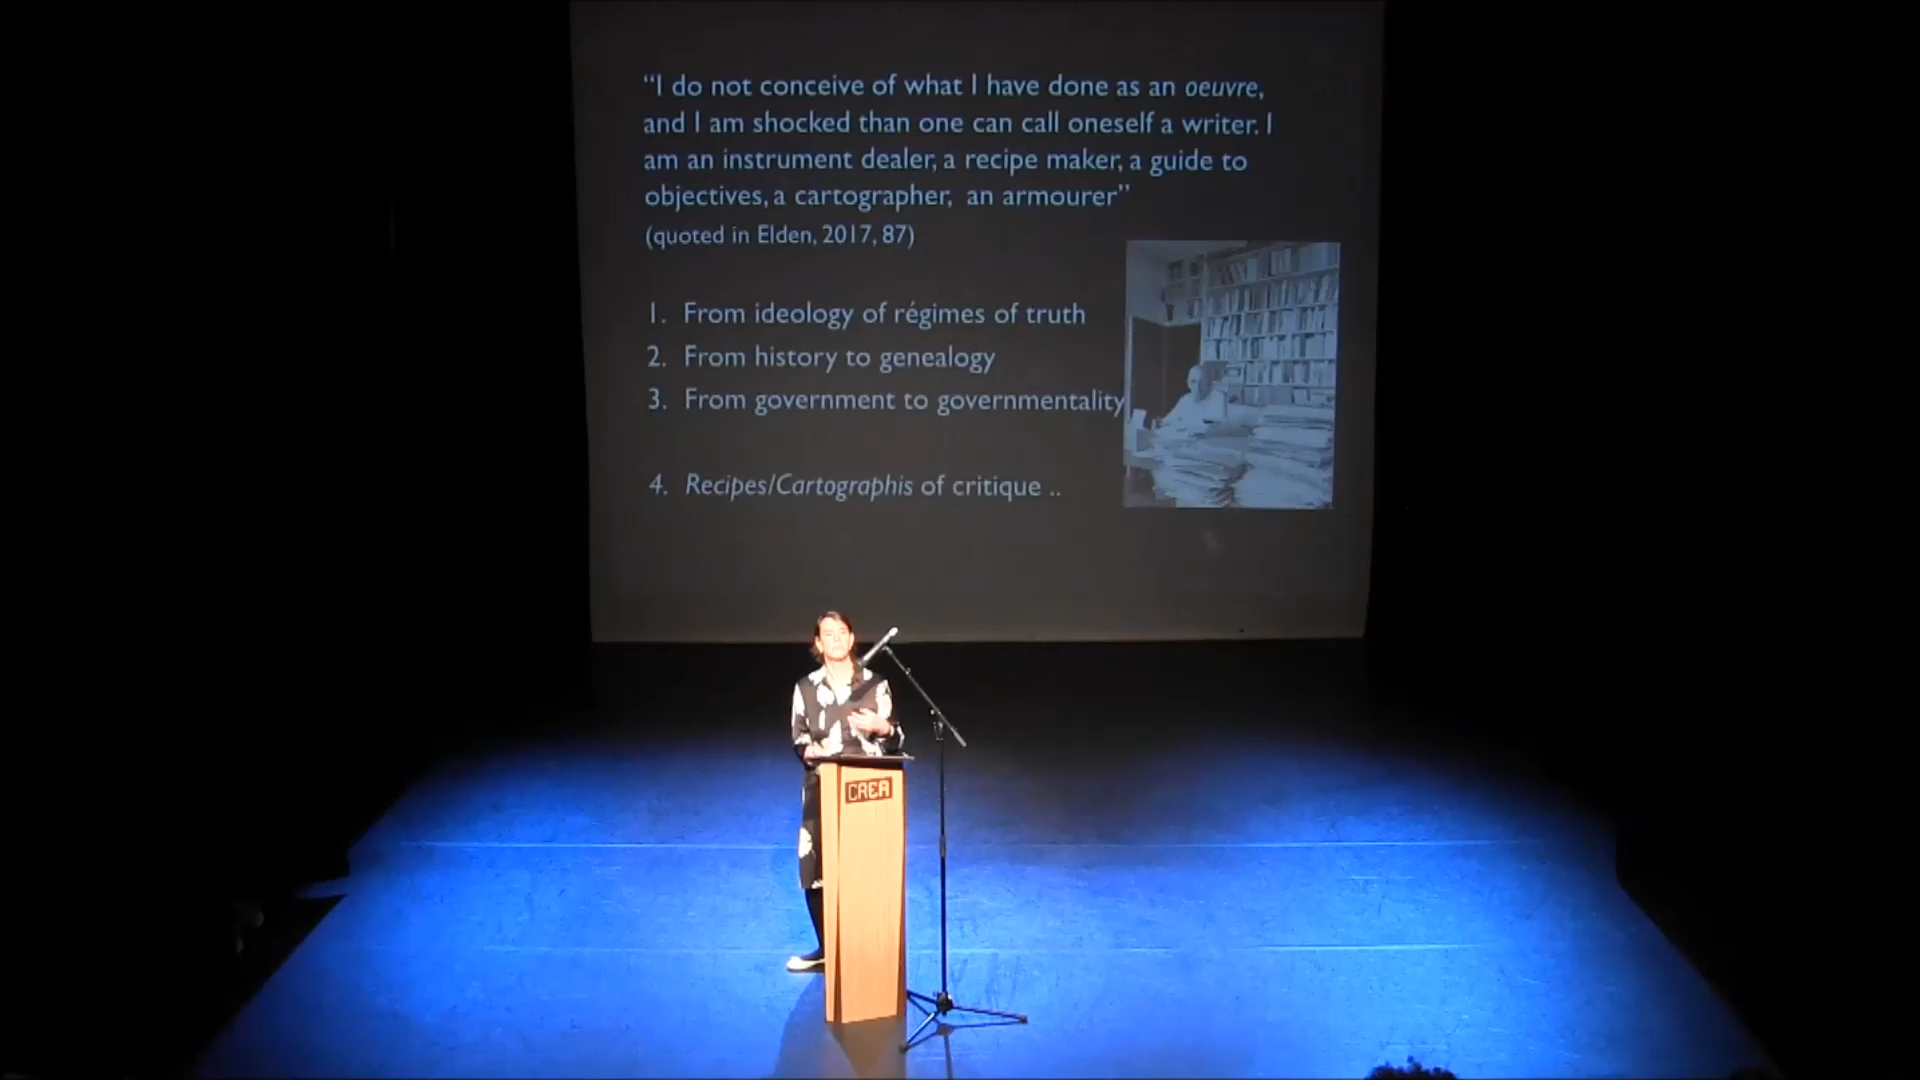 “I do not conceive of what I have done as an oeuvre,
and I am shocked than one can call oneself a writer. I
am an instrument dealer, a recipe maker, a guide to
objectives, a cartographer,  an armourer”
(quoted in Elden, 2017, 87)
1. From ideology of régimes of truth
2. From history to genealogy
3. From government to governmentality
4. Recipes/Cartographis of critique ..
CREA